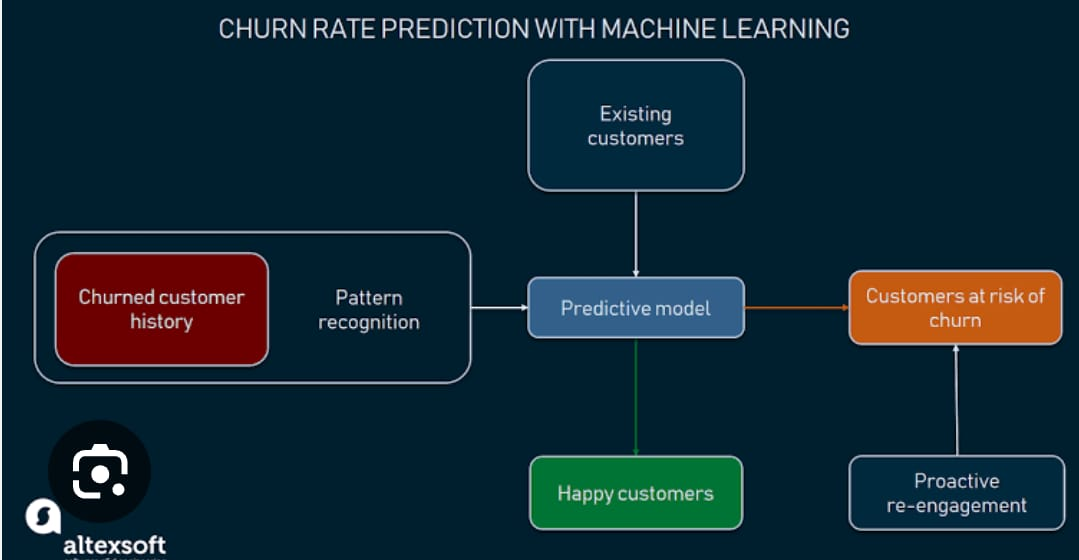 CHURN RATE PREDICTION WITH MACHINE LEARNING
Existing
customers
Churned customer
history
Pattern
recognition
Predictive model
Customers at risk of
churn
Happy customers
Proactive
re-engagement
altexsoft